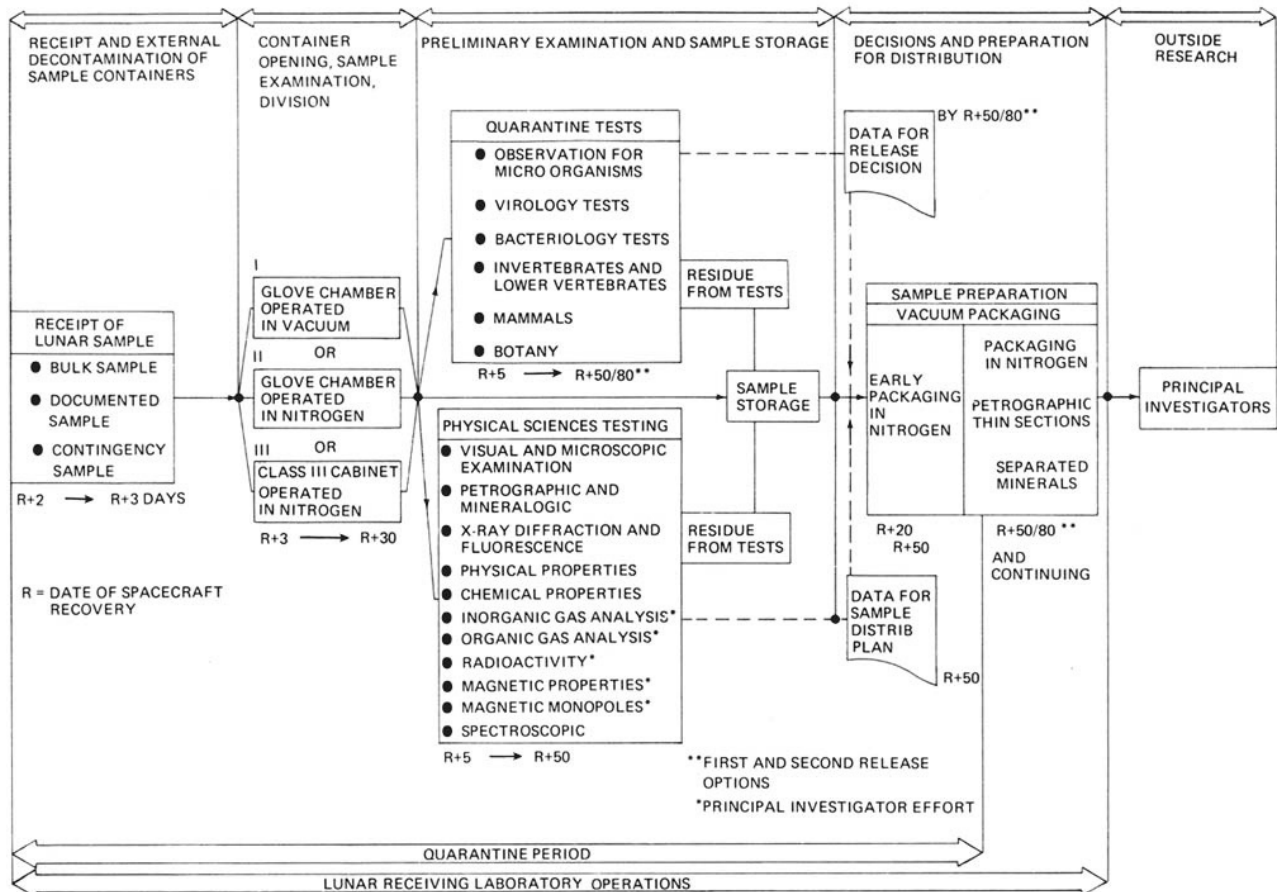 RECEIPT AND EXTERNAL
DECONTAMINATION OF
SAMPLE CONTAINERS
CONTAINER
OPENING, SAMPLE
EXAMINATION,
DIVISION
PRELIMINARY EXAMINATION AND SAMPLE STORAGE
DECISIONS AND PREPARATION
FOR DISTRIBUTION
OUTSIDE
RESEARCH
RECEIPT OF
LUNAR SAMPLE
● BULK SAMPLE
● DOCUMENTED
SAMPLE
● CONTINGENCY
SAMPLE
R+2 → R+3 DAYS
R = DATE OF SPACECRAFT
RECOVERY
I
GLOVE CHAMBER
OPERATED
IN VACUUM
OR
II
GLOVE CHAMBER
OPERATED
IN NITROGEN
OR
III
CLASS III CABINET
OPERATED
IN NITROGEN
R+3 → R+30
QUARANTINE TESTS
● OBSERVATION FOR
MICRO ORGANISMS
● VIROLOGY TESTS
● BACTERIOLOGY TESTS
● INVERTEBRATES AND
LOWER VERTEBRATES
● MAMMALS
● BOTANY
R+5 → R+50/80**
RESIDUE
FROM TESTS
SAMPLE
STORAGE
PHYSICAL SCIENCES TESTING
● VISUAL AND MICROSCOPIC
EXAMINATION
● PETROGRAPHIC AND
MINERALOGIC
● X-RAY DIFFRACTION AND
FLUORESCENCE
● PHYSICAL PROPERTIES
● CHEMICAL PROPERTIES
● INORGANIC GAS ANALYSIS*
● ORGANIC GAS ANALYSIS*
● RADIOACTIVITY*
● MAGNETIC PROPERTIES*
● MAGNETIC MONOPOLES*
● SPECTROSCOPIC
R+5 → R+50
RESIDUE
FROM TESTS
**FIRST AND SECOND RELEASE
OPTIONS
*PRINCIPAL INVESTIGATOR EFFORT
BY R+50/80**
DATA FOR
RELEASE
DECISION
SAMPLE PREPARATION
VACUUM PACKAGING
EARLY
PACKAGING
IN
NITROGEN
PACKAGING
IN NITROGEN
PETROGRAPHIC
THIN SECTIONS
SEPARATED
MINERALS
R+20
R+50
R+50/80 **
AND
CONTINUING
DATA FOR
SAMPLE
DISTRIB
PLAN
R+50
PRINCIPAL
INVESTIGATORS
QUARANTINE PERIOD
LUNAR RECEIVING LABORATORY OPERATIONS